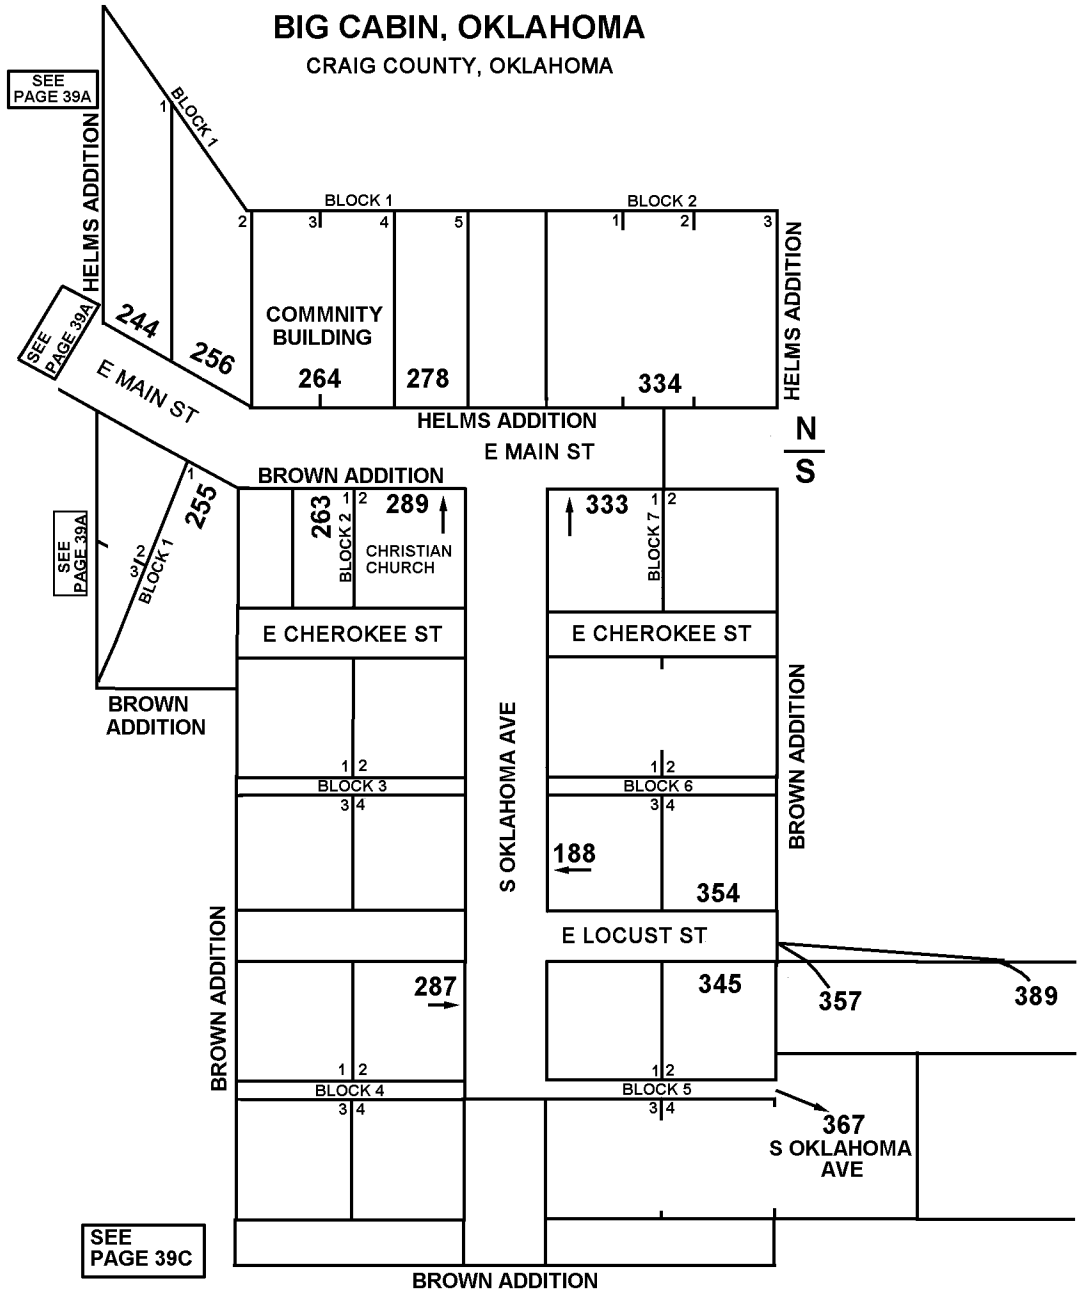 BIG CABIN, OKLAHOMA
CRAIG COUNTY, OKLAHOMA
SEE
PAGE 39A
HELMS ADDITION
1
BLOCK 1
BLOCK 1
BLOCK 2
2
3
4
5
1
2
3
HELMS ADDITION
SEE
PAGE 39A
244
256
COMMNITY
BUILDING
264
278
334
E MAIN ST
HELMS ADDITION
E MAIN ST
N
S
BROWN ADDITION
1
255
263
1
2
BLOCK 2
289
CHRISTIAN
CHURCH
333
1
2
BLOCK 7
SEE
PAGE 39A
2
3
BLOCK 1
E CHEROKEE ST
E CHEROKEE ST
BROWN
ADDITION
BROWN ADDITION
S OKLAHOMA AVE
1
2
BLOCK 3
3
4
1
2
BLOCK 6
3
4
188
354
BROWN ADDITION
E LOCUST ST
287
345
357
389
1
2
BLOCK 4
3
4
1
2
BLOCK 5
3
4
367
S OKLAHOMA
AVE
SEE
PAGE 39C
BROWN ADDITION